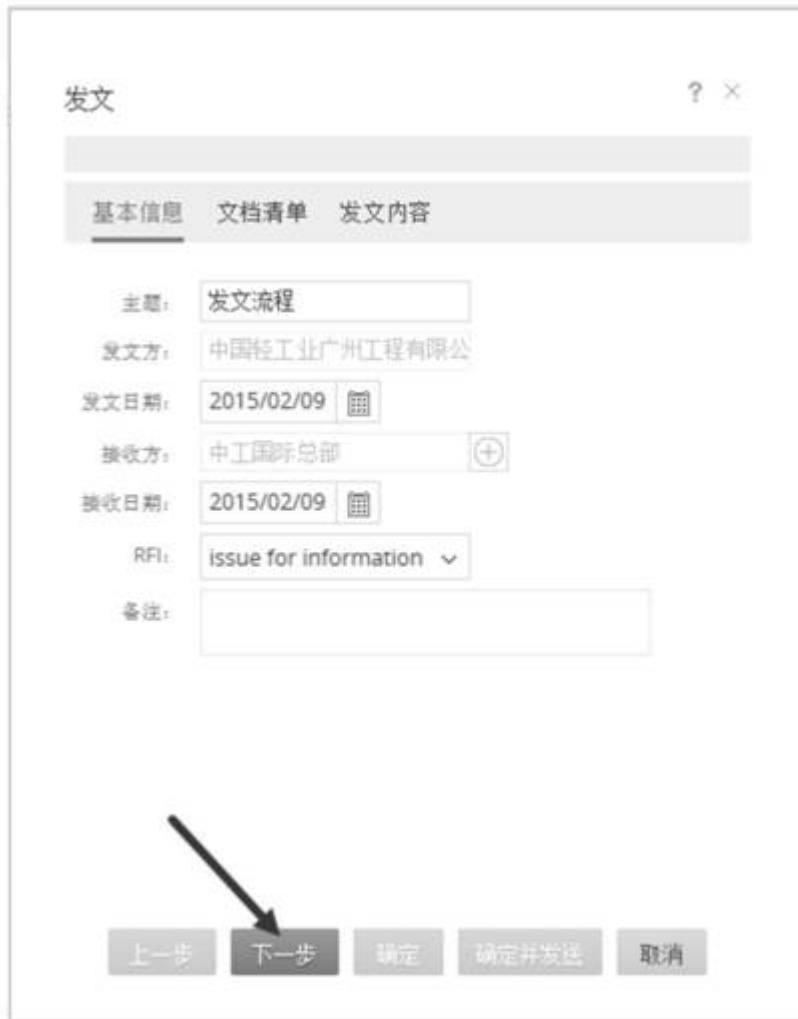 发文 ? ×
基本信息 文档清单 发文内容
主题: 发文流程
发文方: 中国轻工业广州工程有限公
发文日期: 2015/02/09
接收方: 中工国际总部
接收日期: 2015/02/09
RFI: issue for information
备注:
上一步 下一步 确定 确定并发送 取消